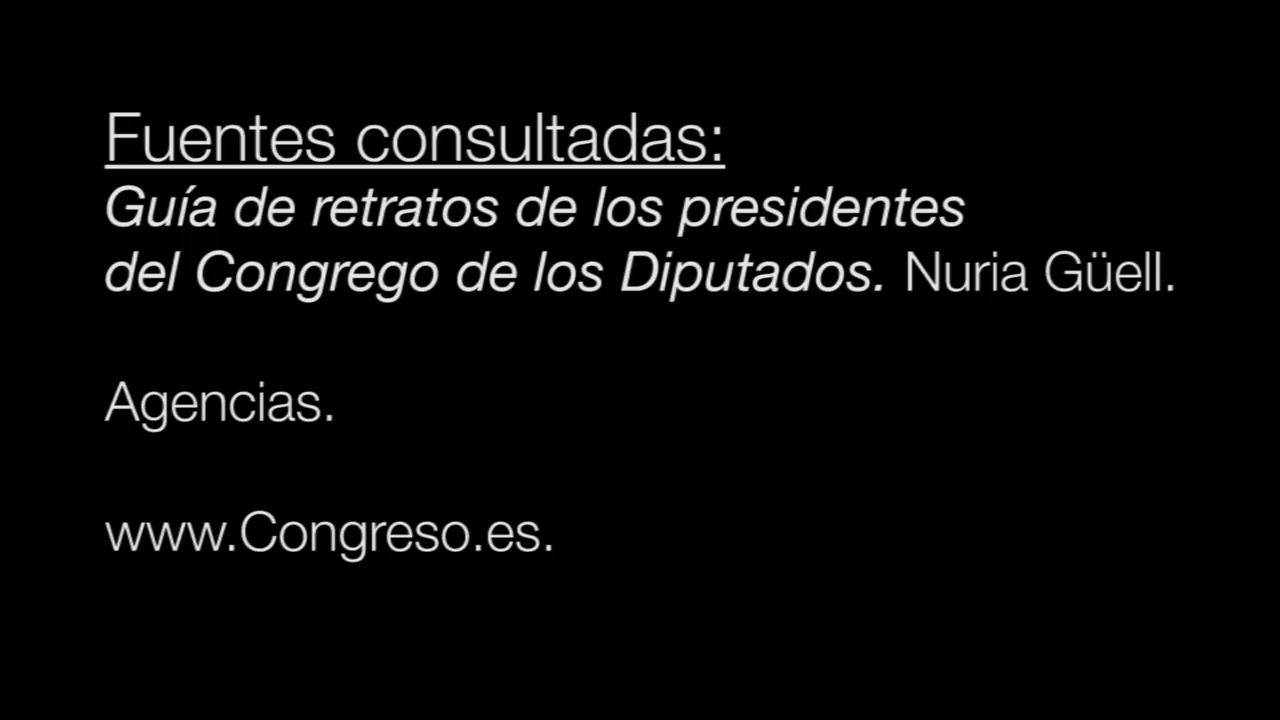 Fuentes consultadas:
Guía de retratos de los presidentes
del Congrego de los Diputados. Nuria Güell.
Agencias.
www.Congreso.es.